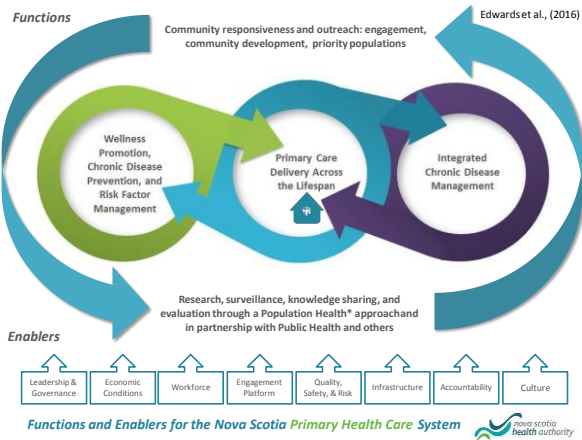 Functions
Edwards et al., (2016)
Community responsiveness and outreach: engagement,
community development, priority populations
Wellness
Promotion,
Chronic Disease
Prevention, and
Risk Factor
Management
Primary Care
Delivery Across
the Lifespan
Integrated
Chronic Disease
Management
Research, surveillance, knowledge sharing, and
evaluation through a Population Health* approachand
in partnership with Public Health and others
Enablers
Leadership &
Governance
Economic
Conditions
Workforce
Engagement
Platform
Quality,
Safety, & Risk
Infrastructure
Accountability
Culture
Functions and Enablers for the Nova Scotia Primary Health Care System
nova scotia
health authority